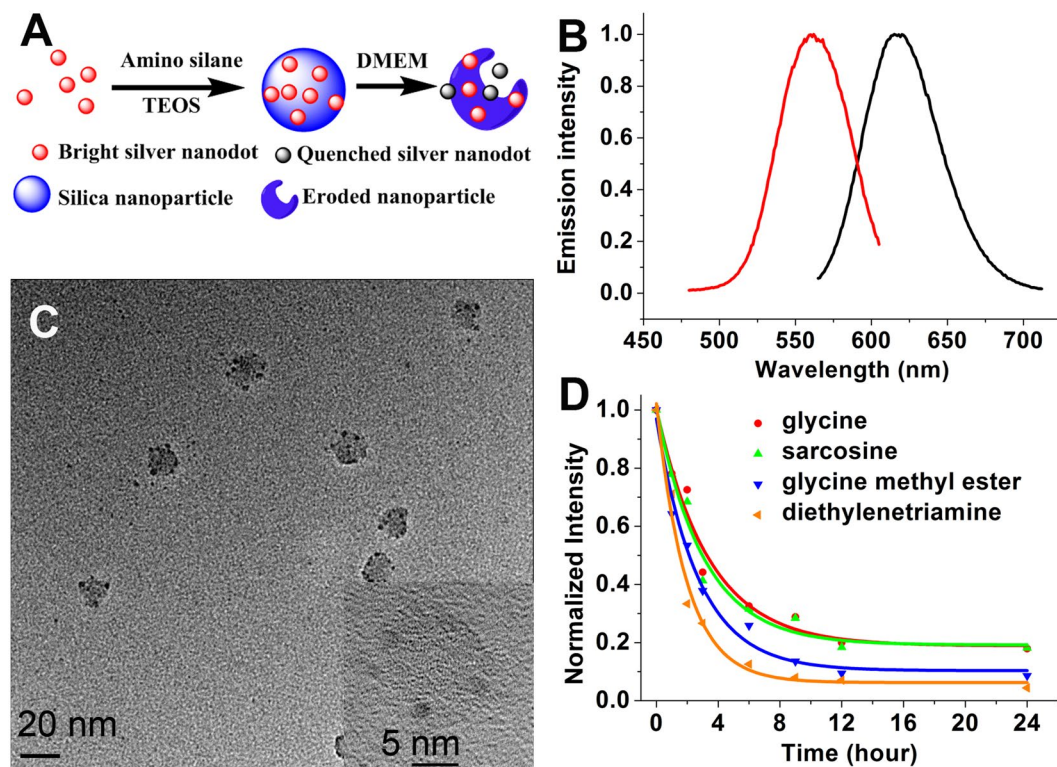 A
Amino silane
TEOS
DMEM
Bright silver nanodot
Quenched silver nanodot
Silica nanoparticle
Eroded nanoparticle
B
Emission intensity
1.0
0.8
0.6
0.4
0.2
0.0
450 500 550 600 650 700
Wavelength (nm)
C
20 nm
5 nm
D
Normalized Intensity
1.0
0.8
0.6
0.4
0.2
0.0
glycine
sarcosine
glycine methyl ester
diethylenetriamine
0 4 8 12 16 20 24
Time (hour)